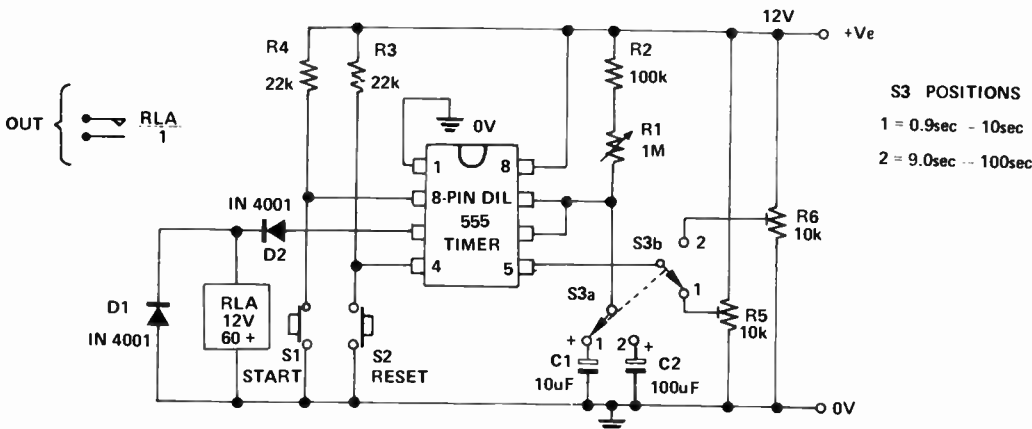 12V
+Ve
R4
22k
R3
22k
R2
100k
S3 POSITIONS
1 = 0.9sec - 10sec
2 = 9.0sec - 100sec
OUT
RLA
1
0V
R1
1M
1
8
8-PIN DIL
555
TIMER
4
5
IN 4001
D2
S3b
2
1
R6
10k
R5
10k
D1
IN 4001
RLA
12V
60 +
S1
START
S2
RESET
S3a
+ 1
2 +
C1
10uF
C2
100uF
0V